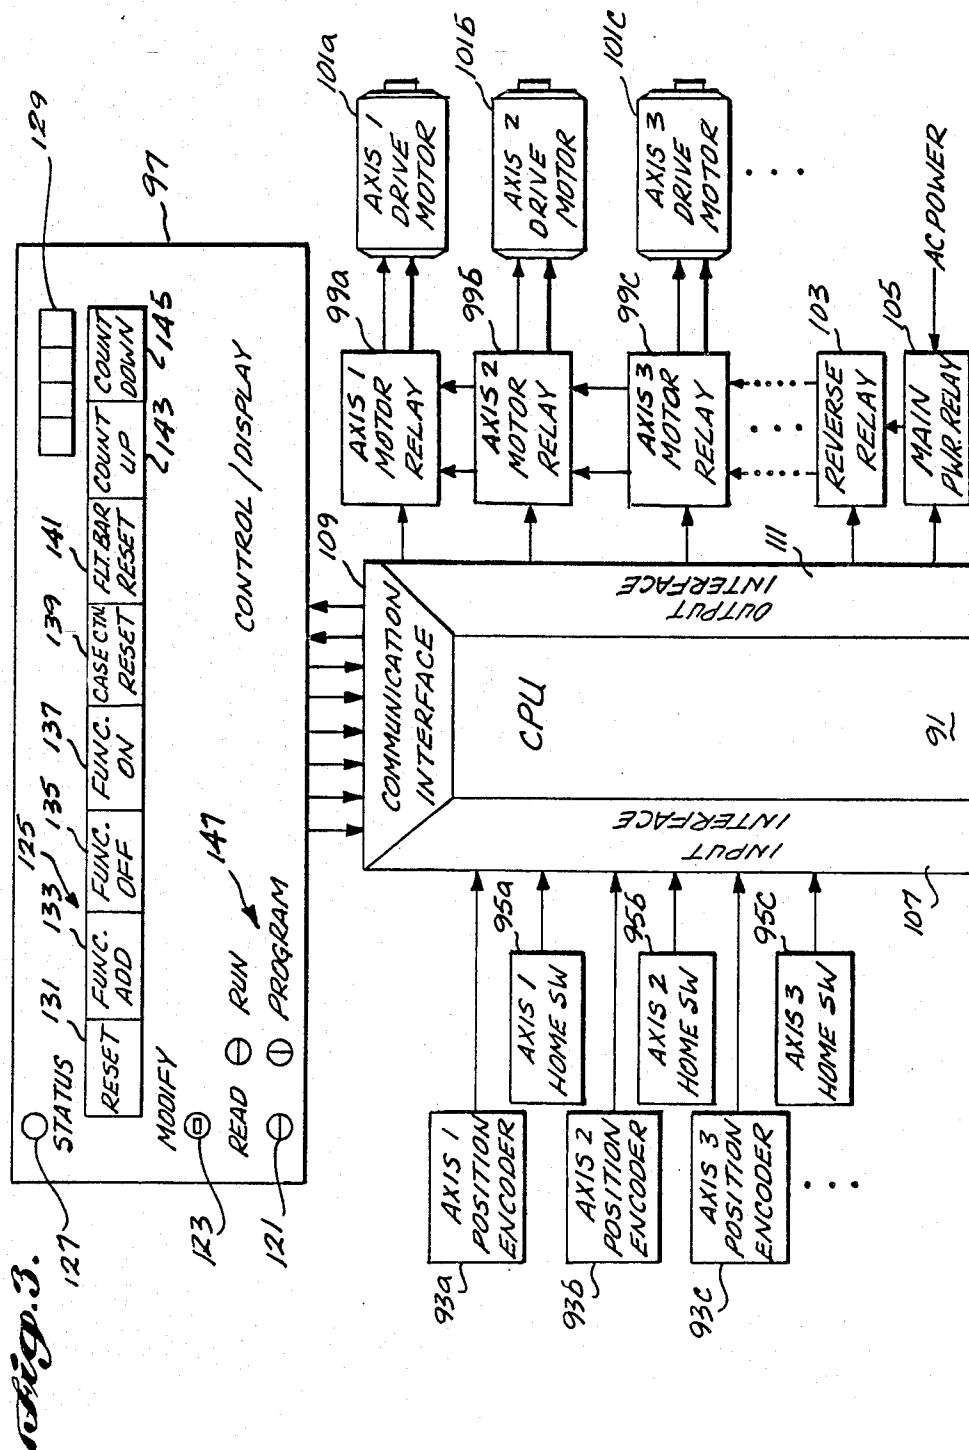 Fig. 3.
127
STATUS
129
97
125
131
133
135
137
139
141
RESET
FUNC.
ADD
FUNC.
OFF
FUNC.
ON
CASE CTN.
RESET
FLT. BAR
RESET
COUNT
UP
COUNT
DOWN
143
145
MODIFY
123
READ
RUN
147
121
PROGRAM
CONTROL/DISPLAY
109
COMMUNICATION
INTERFACE
CPU
91
INPUT
INTERFACE
107
OUTPUT
INTERFACE
111
93a
AXIS 1
POSITION
ENCODER
95a
AXIS 1
HOME SW
93b
AXIS 2
POSITION
ENCODER
95b
AXIS 2
HOME SW
93c
AXIS 3
POSITION
ENCODER
95c
AXIS 3
HOME SW
99a
AXIS 1
MOTOR
RELAY
101a
AXIS 1
DRIVE
MOTOR
99b
AXIS 2
MOTOR
RELAY
101b
AXIS 2
DRIVE
MOTOR
99c
AXIS 3
MOTOR
RELAY
101c
AXIS 3
DRIVE
MOTOR
103
REVERSE
RELAY
105
MAIN
PWR. RELAY
AC POWER